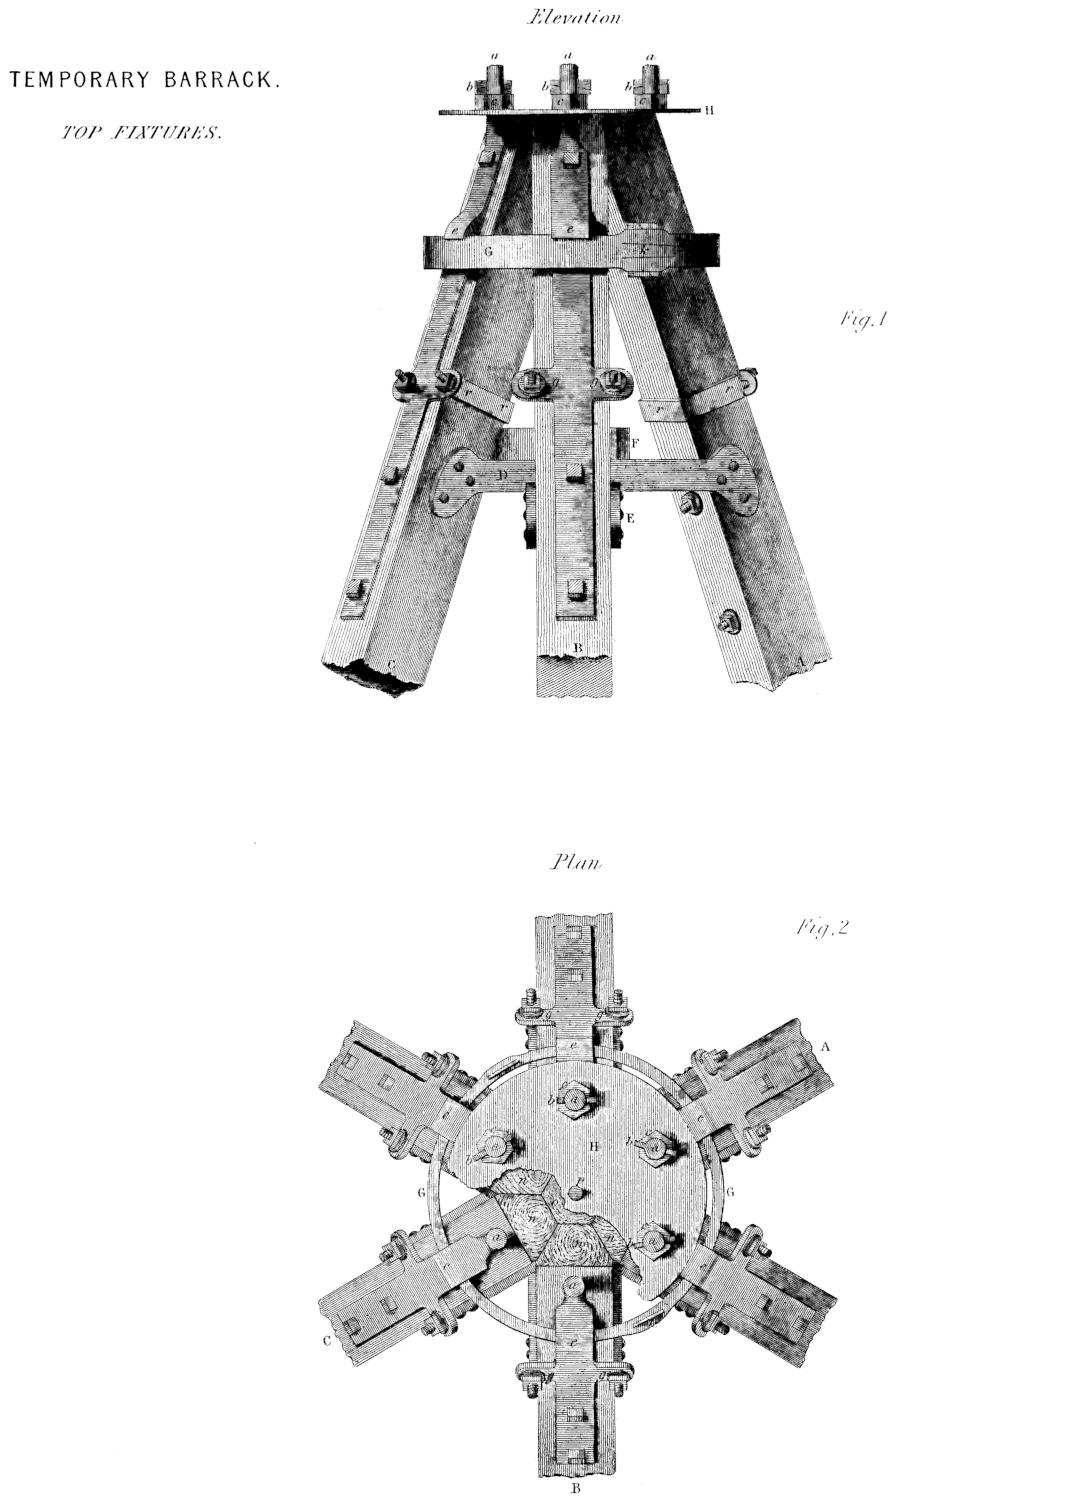 Elevation
TEMPORARY BARRACK.
TOP FIXTURES.
a a a
b b b
c c c
H
e e
G k
Fig.1
g g
r r r r
F
D
E
C B A
Plan
Fig.2
g g
e
A
e e
b a
c
a b a
b
H
n p
G G
n o
n n
a b a
e e
a
C
e
g g
B